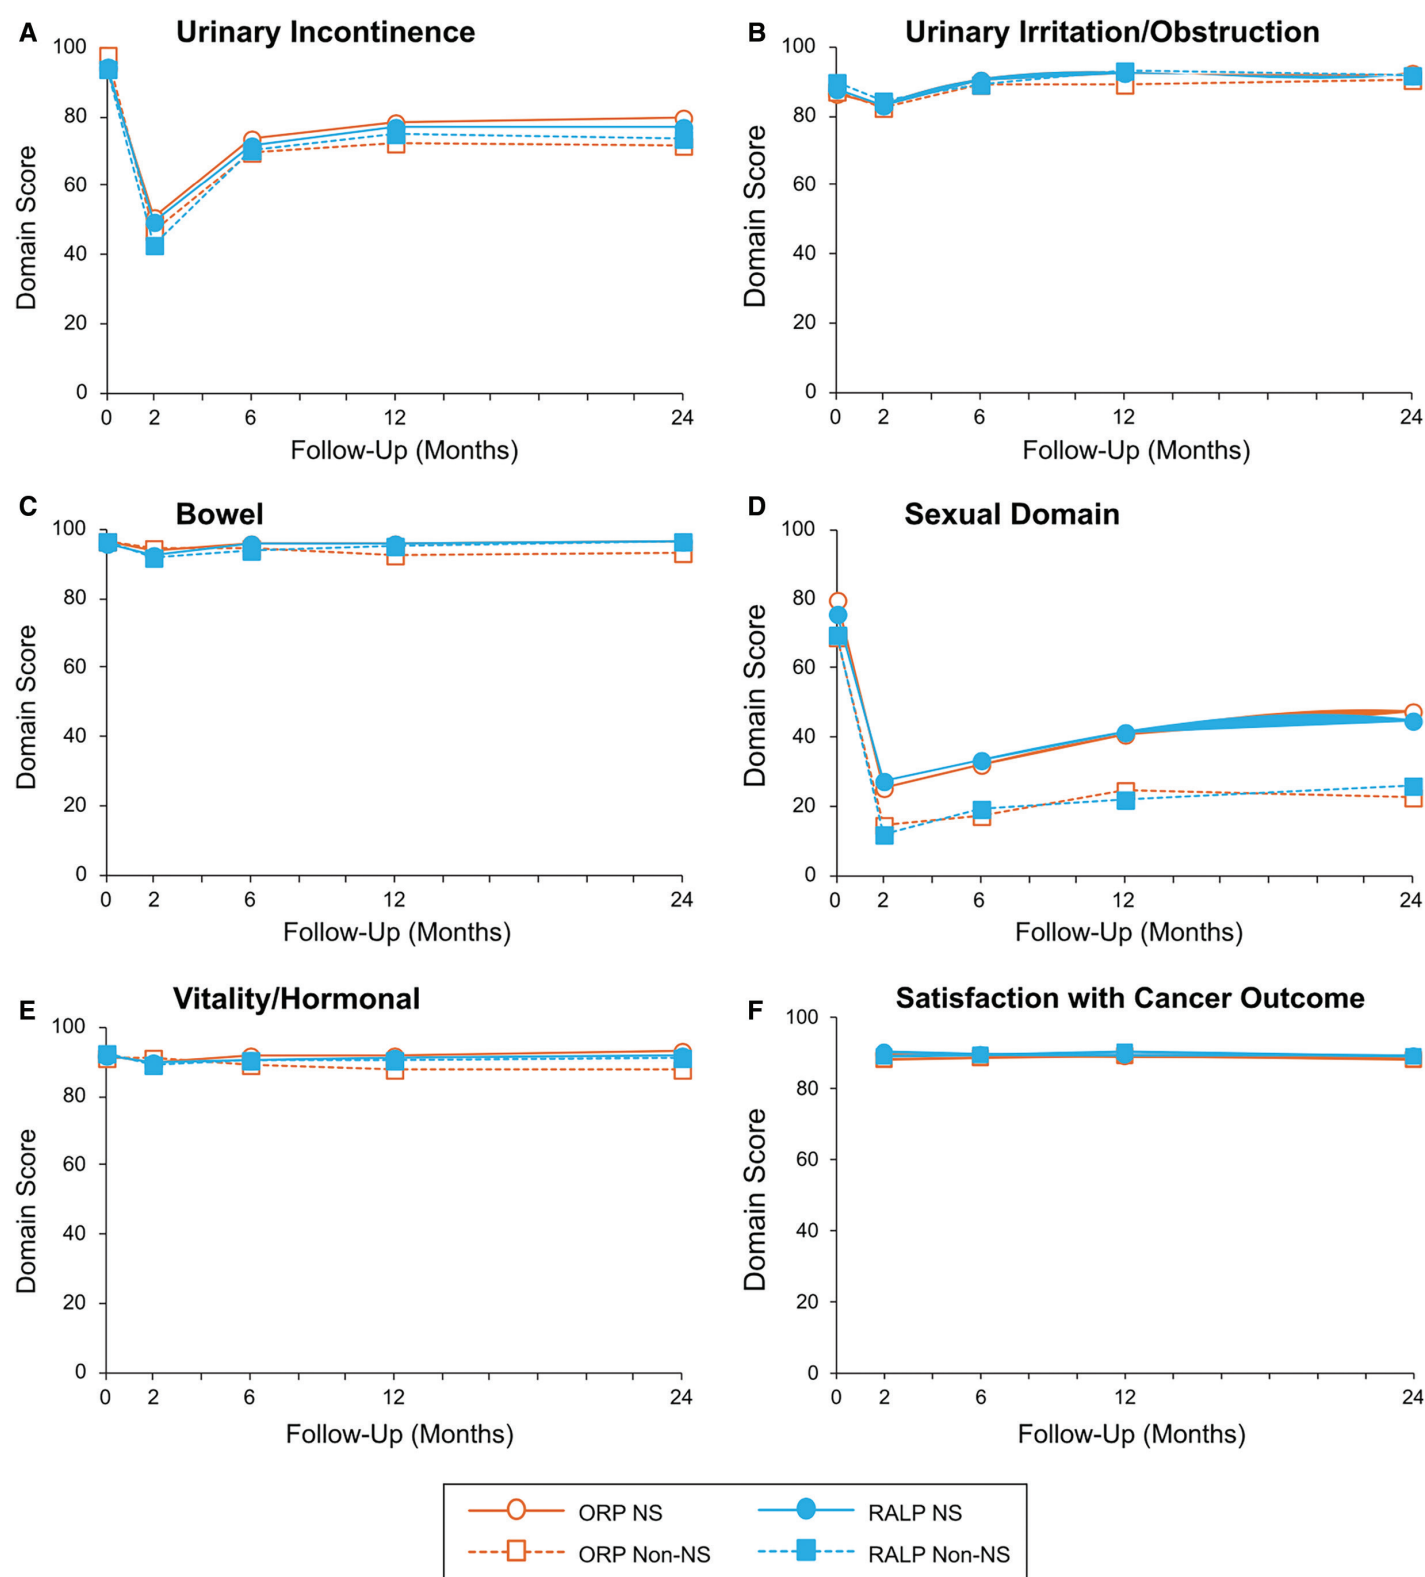 A Urinary Incontinence
100
80
60
40
20
0
Domain Score
0 2 6 12 24
Follow-Up (Months)
B Urinary Irritation/Obstruction
100
80
60
40
20
0
Domain Score
0 2 6 12 24
Follow-Up (Months)
C Bowel
100
80
60
40
20
0
Domain Score
0 2 6 12 24
Follow-Up (Months)
D Sexual Domain
100
80
60
40
20
0
Domain Score
0 2 6 12 24
Follow-Up (Months)
E Vitality/Hormonal
100
80
60
40
20
0
Domain Score
0 2 6 12 24
Follow-Up (Months)
F Satisfaction with Cancer Outcome
100
80
60
40
20
0
Domain Score
0 2 6 12 24
Follow-Up (Months)
ORP NS RALP NS
ORP Non-NS RALP Non-NS